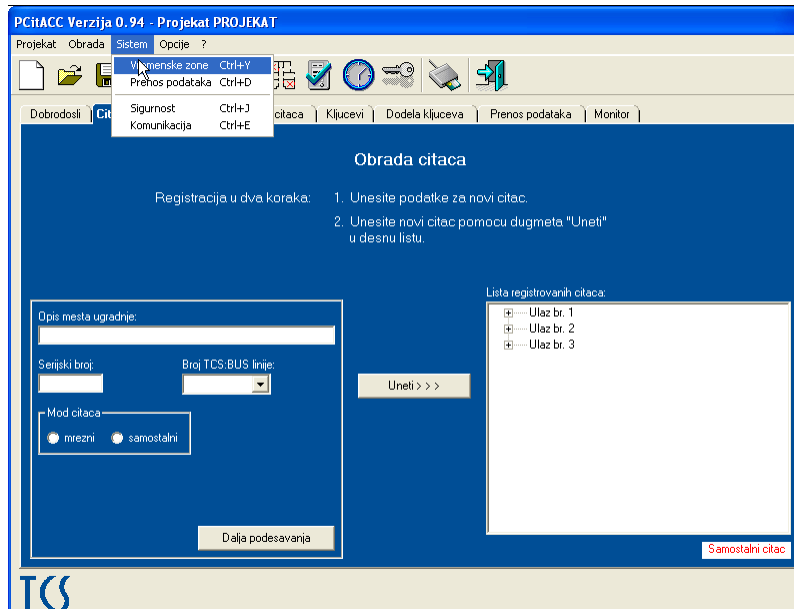 PCitACC Verzija 0.94 - Projekat PROJEKAT
Projekat Obrada Sistem Opcije ?
Vremenske zone Ctrl+Y
Prenos podataka Ctrl+D
Sigurnost Ctrl+J
Komunikacija Ctrl+E
Dobrodosli Cit citaca Kljucevi Dodela kljuceva Prenos podataka Monitor
Obrada citaca
Registracija u dva koraka: 1. Unesite podatke za novi citac.
2. Unesite novi citac pomocu dugmeta "Uneti"
u desnu listu.
Lista registrovanih citaca:
Ulaz br. 1
Ulaz br. 2
Ulaz br. 3
Opis mesta ugradnje:
Serijski broj: Broj TCS:BUS linije:
Uneti > > >
Mod citaca
mrezni samostalni
Dalja podesavanja
Samostalni citac
TCS